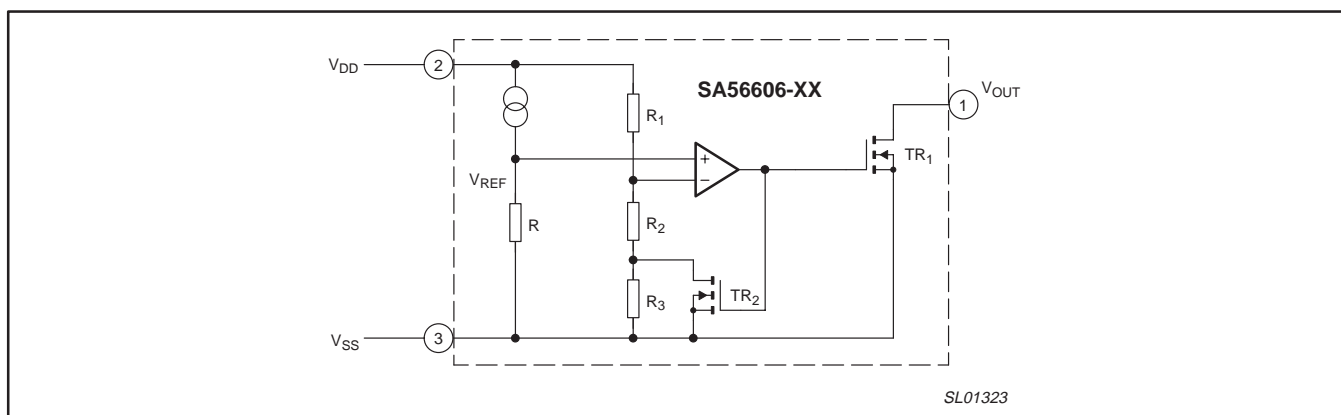 V_DD
2
SA56606-XX
V_OUT
1
R_1
TR_1
+
V_REF
−
R
R_2
R_3
TR_2
V_SS
3
SL01323